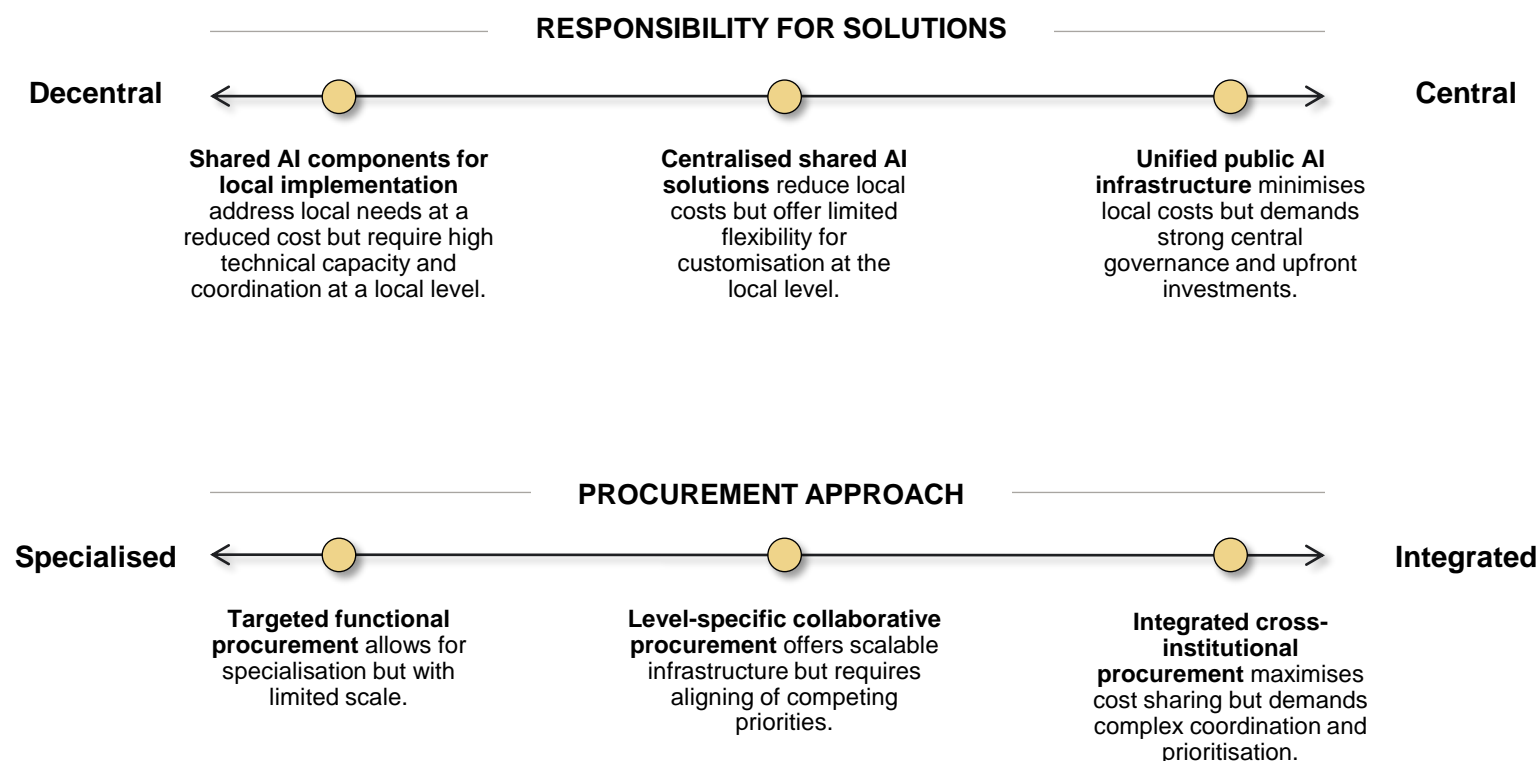 RESPONSIBILITY FOR SOLUTIONS
Decentral
Central
Shared AI components for
local implementation
address local needs at a
reduced cost but require high
technical capacity and
coordination at a local level.
Centralised shared AI
solutions reduce local
costs but offer limited
flexibility for
customisation at the
local level.
Unified public AI
infrastructure minimises
local costs but demands
strong central
governance and upfront
investments.
PROCUREMENT APPROACH
Specialised
Integrated
Targeted functional
procurement allows for
specialisation but with
limited scale.
Level-specific collaborative
procurement offers scalable
infrastructure but requires
aligning of competing
priorities.
Integrated cross-
institutional
procurement maximises
cost sharing but demands
complex coordination and
prioritisation.